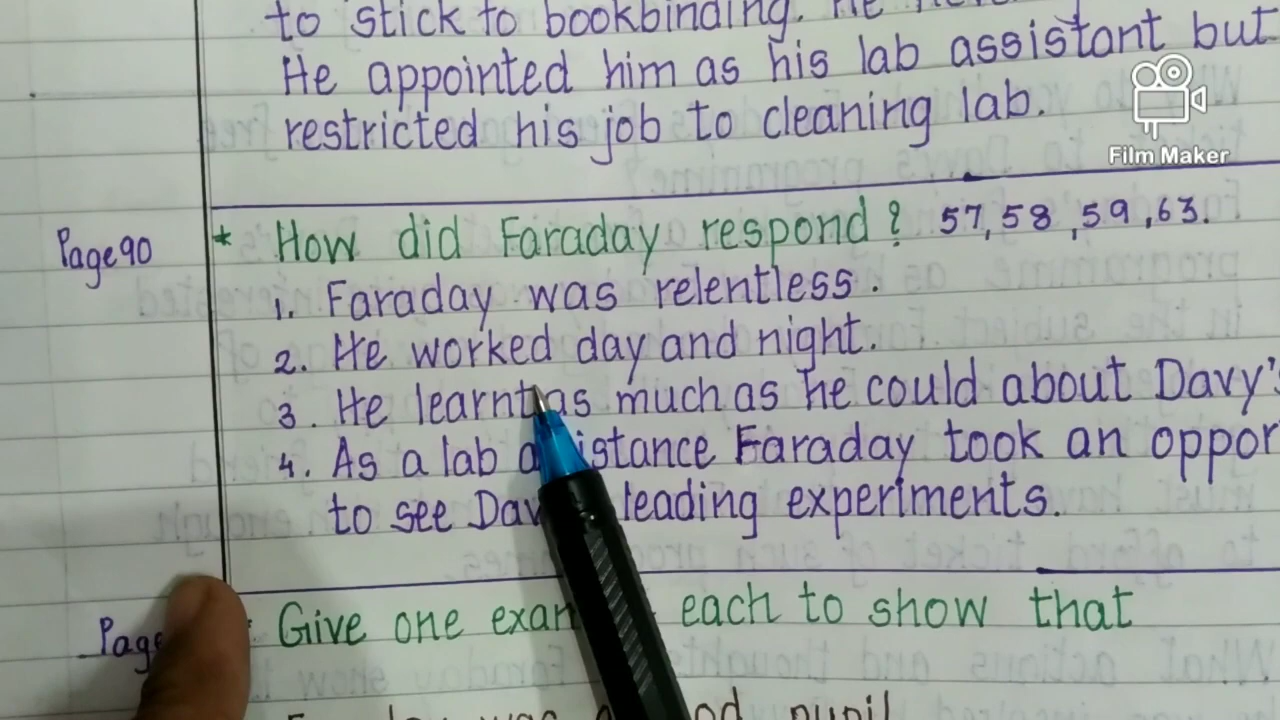 to stick to bookbinding. He
He appointed him as his lab assistant but
restricted his job to cleaning lab.
Film Maker
Page 90 * How did Faraday respond? 57, 58, 59, 63.
1. Faraday was relentless.
2. He worked day and night.
3. He learnt as much as he could about Davy's
4. As a lab Faraday took an oppor
to see leading experiments.
Give one each to show that
pupil